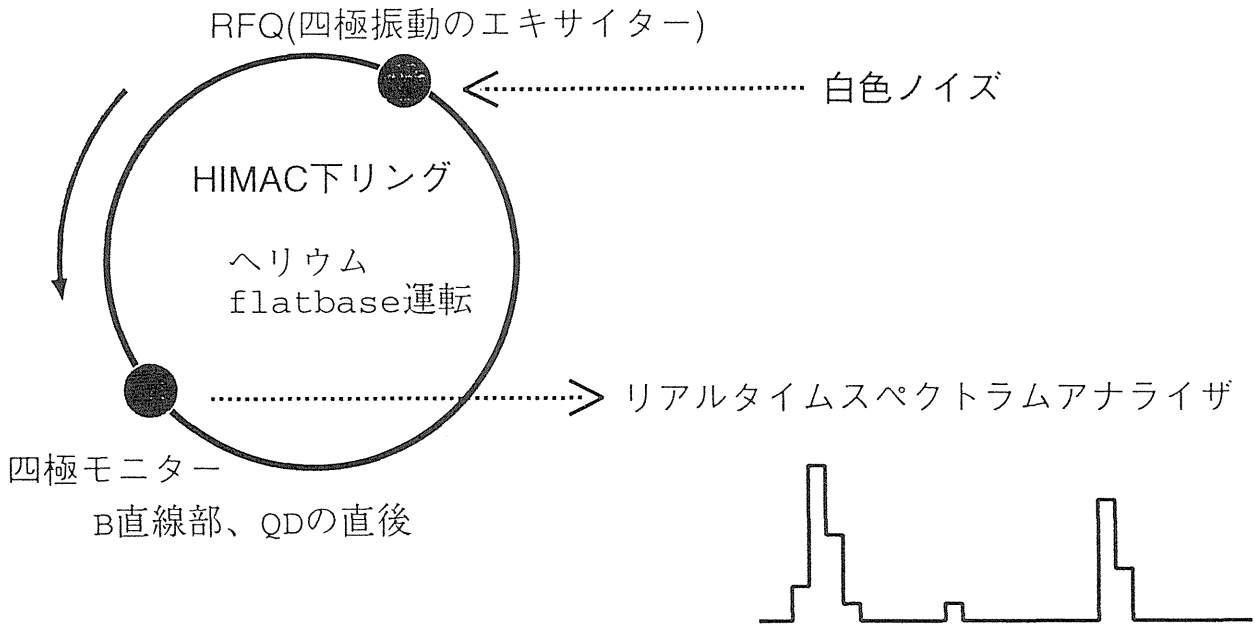 RFQ(四極振動のエキサイター)
白色ノイズ
HIMAC下リング
ヘリウム
flatbase運転
リアルタイムスペクトラムアナライザ
四極モニター
B直線部、QDの直後